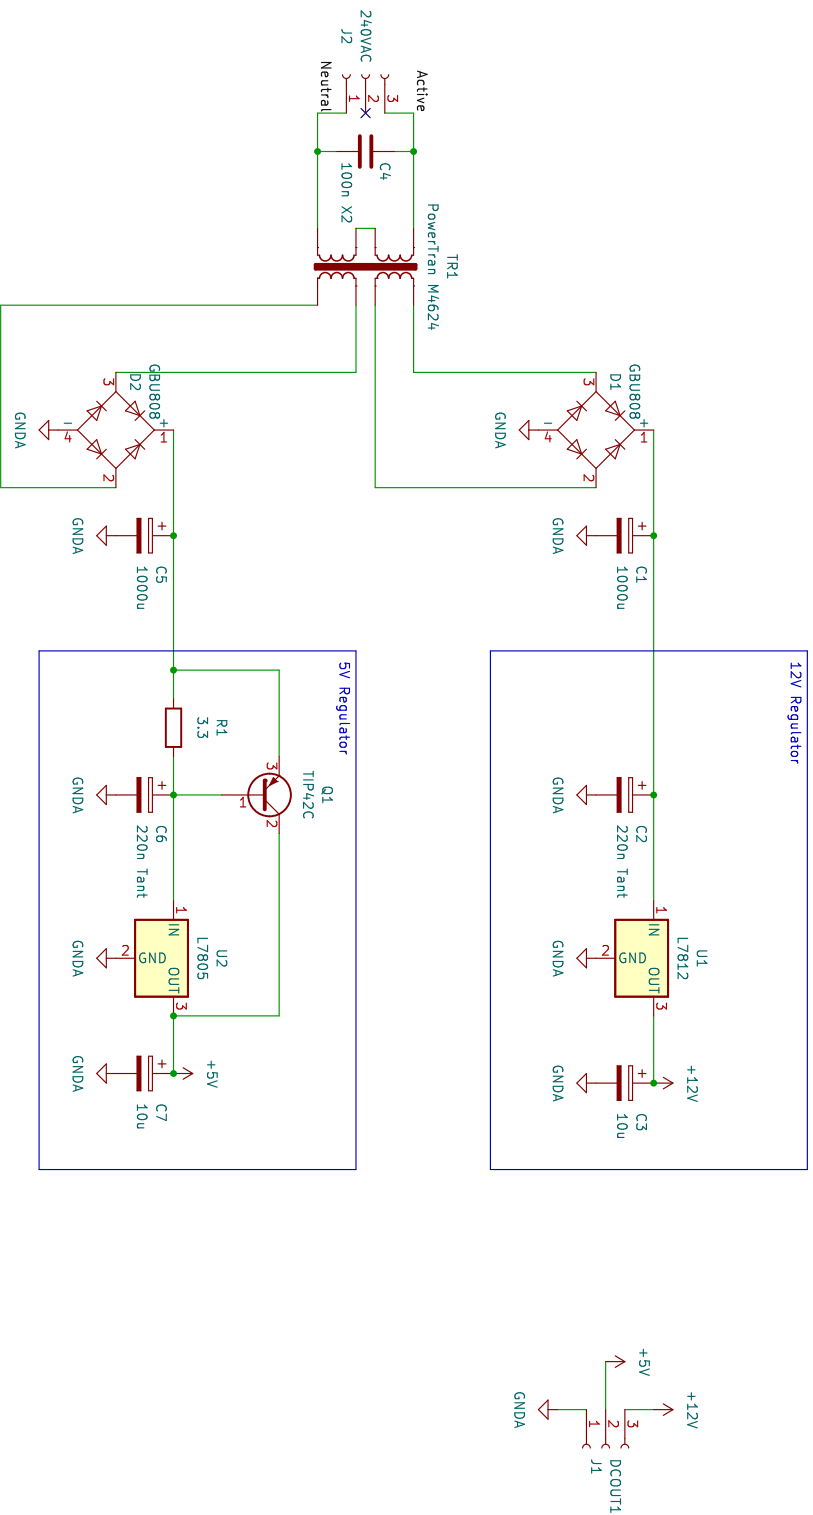 240VAC
J2
Neutral
Active
1
2
3
C4
100n X2
TR1
PowerTran M4624
D1
GBU808
3
+
1
-
4
2
GNDA
C1
1000u
+
GNDA
12V Regulator
C2
220n Tant
+
GNDA
U1
L7812
1
IN
GND
2
OUT
3
GNDA
+12V
C3
10u
+
GNDA
D2
GBU808
3
+
1
-
4
2
GNDA
C5
1000u
+
GNDA
5V Regulator
R1
3.3
Q1
TIP42C
3
1
2
C6
220n Tant
+
GNDA
U2
L7805
1
IN
GND
2
OUT
3
GNDA
+5V
C7
10u
+
GNDA
+12V
+5V
GNDA
3
2
1
DCOUT1
J1